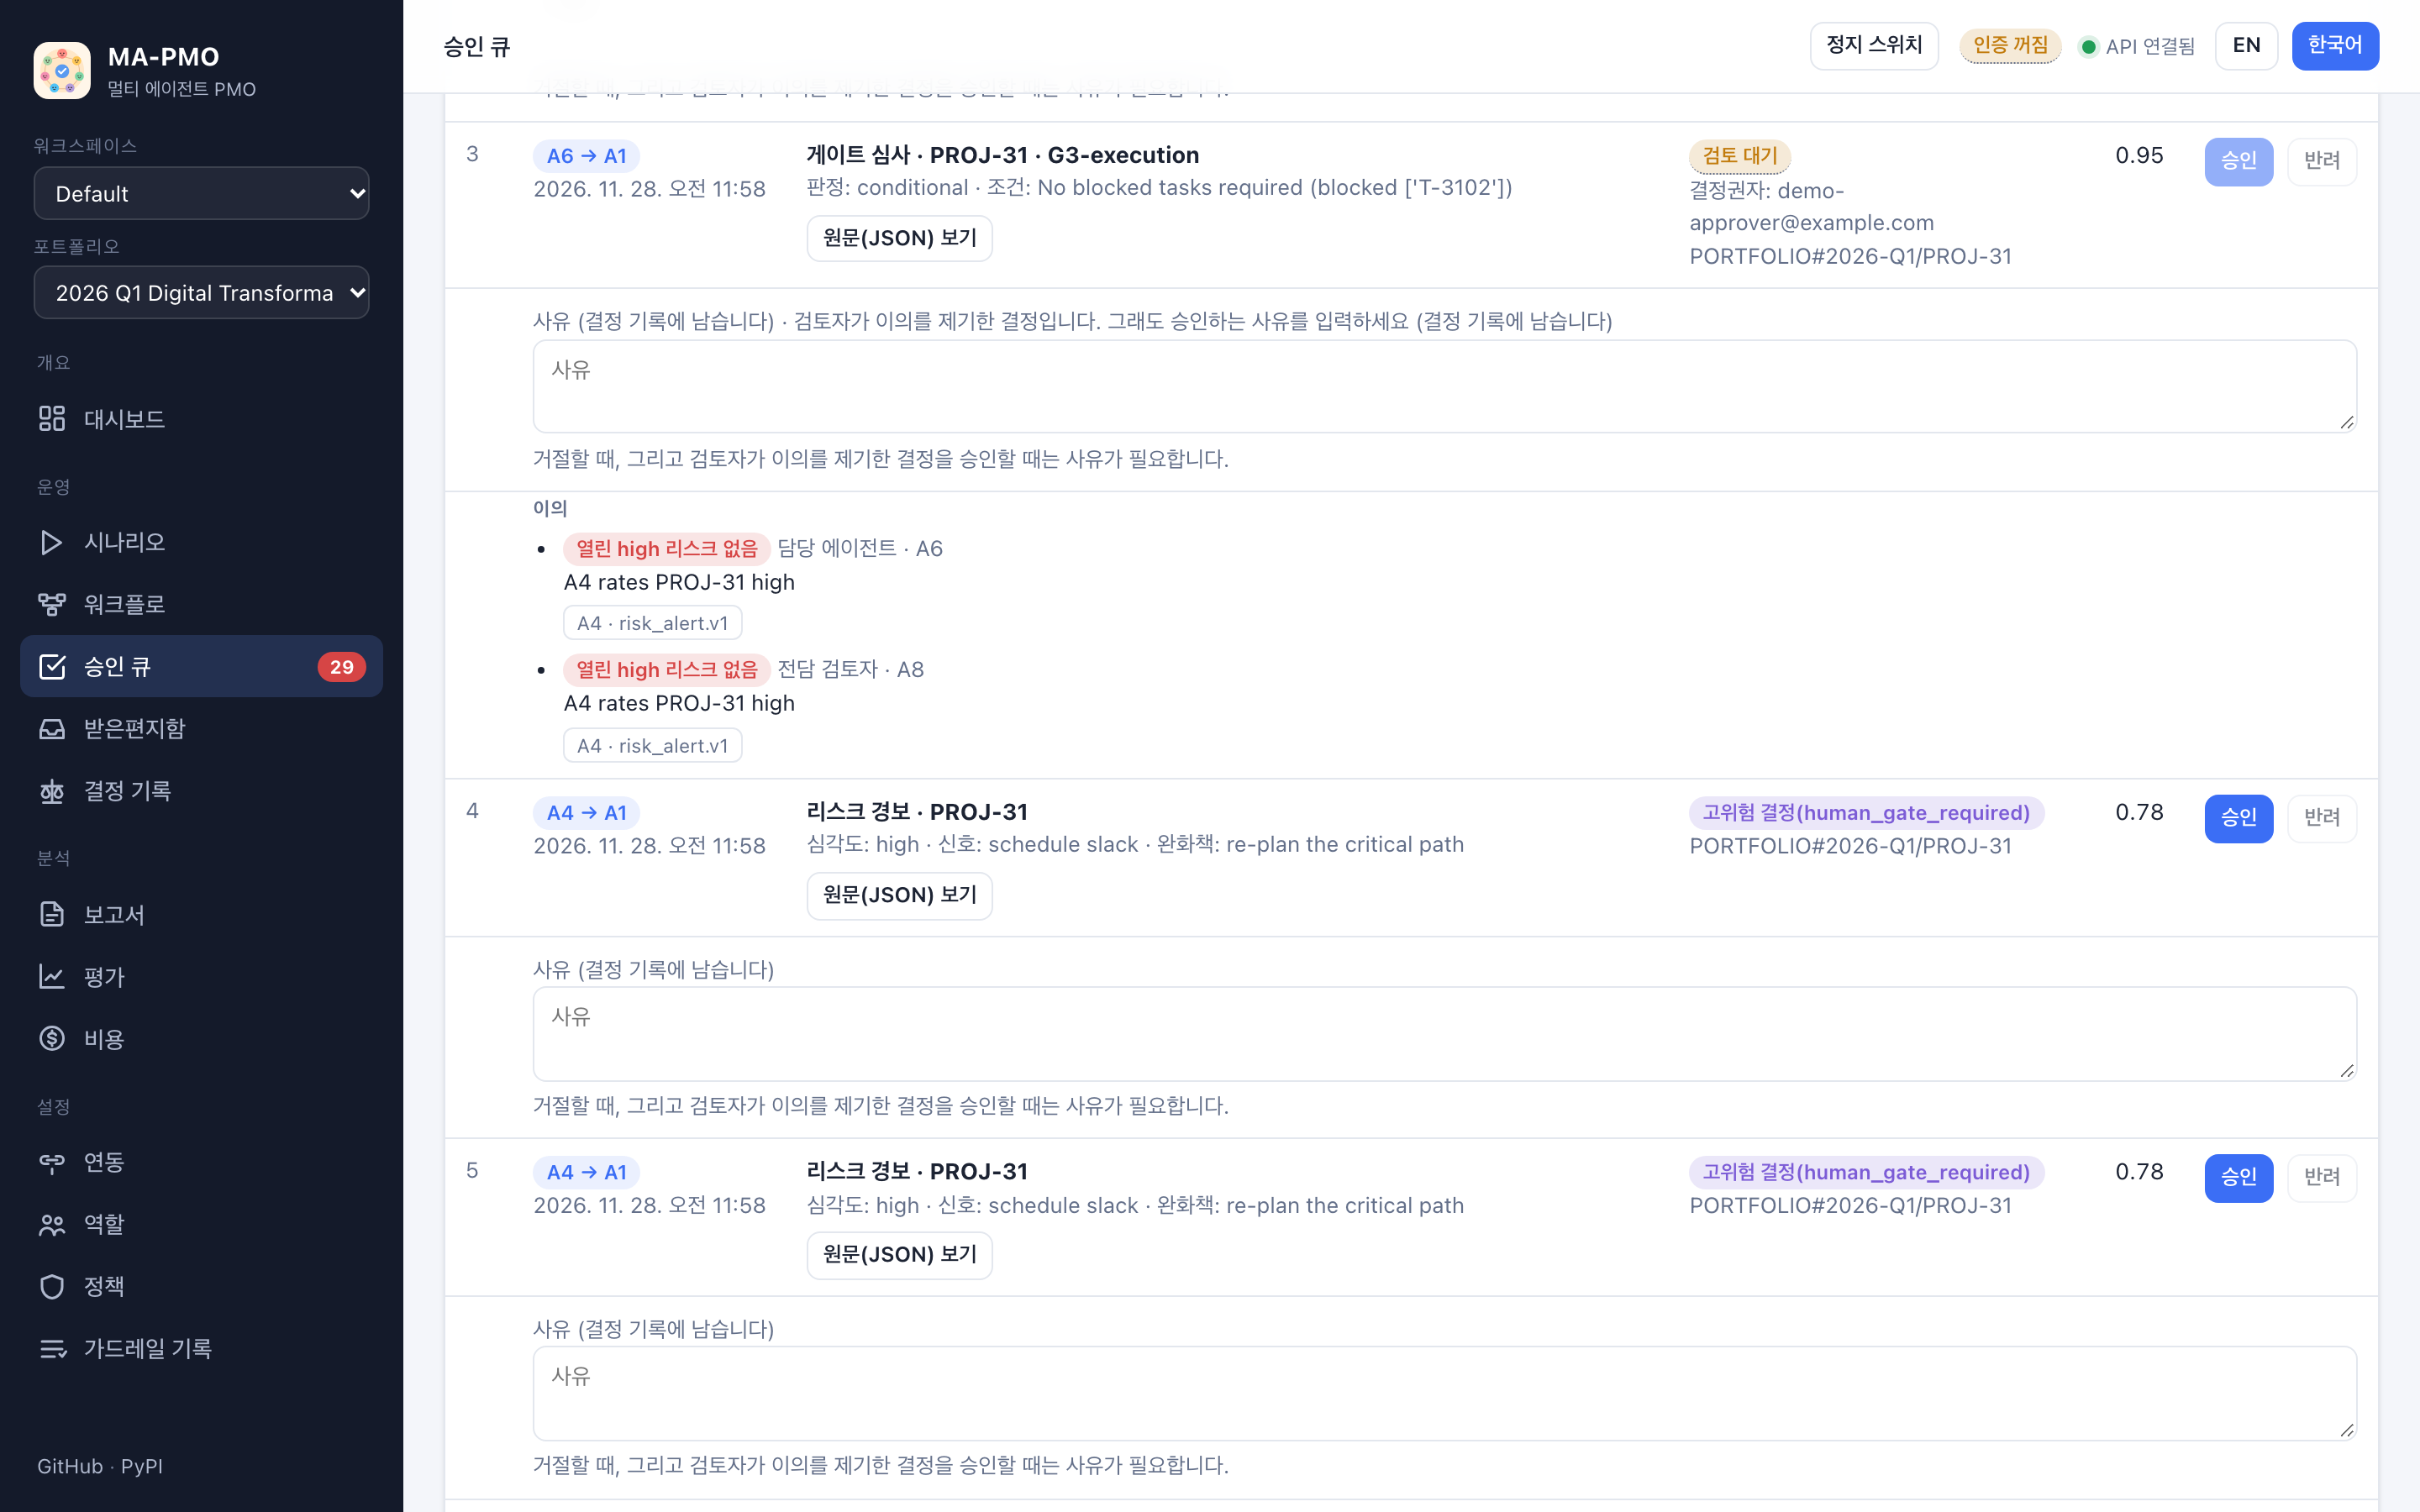 MA-PMO
멀티 에이전트 PMO
워크스페이스
Default
포트폴리오
2026 Q1 Digital Transforma
개요
대시보드
운영
시나리오
워크플로
승인 큐
29
받은편지함
결정 기록
분석
보고서
평가
비용
설정
연동
역할
정책
가드레일 기록
GitHub · PyPI
승인 큐
정지 스위치
인증 꺼짐
API 연결됨
EN
한국어
3
A6 → A1
2026. 11. 28. 오전 11:58
게이트 심사 · PROJ-31 · G3-execution
판정: conditional · 조건: No blocked tasks required (blocked ['T-3102'])
원문(JSON) 보기
검토 대기
결정권자: demo-
approver@example.com
PORTFOLIO#2026-Q1/PROJ-31
0.95
승인
반려
사유 (결정 기록에 남습니다) · 검토자가 이의를 제기한 결정입니다. 그래도 승인하는 사유를 입력하세요 (결정 기록에 남습니다)
사유
거절할 때, 그리고 검토자가 이의를 제기한 결정을 승인할 때는 사유가 필요합니다.
이의
열린 high 리스크 없음 담당 에이전트 · A6
A4 rates PROJ-31 high
A4 · risk_alert.v1
열린 high 리스크 없음 전담 검토자 · A8
A4 rates PROJ-31 high
A4 · risk_alert.v1
4
A4 → A1
2026. 11. 28. 오전 11:58
리스크 경보 · PROJ-31
심각도: high · 신호: schedule slack · 완화책: re-plan the critical path
원문(JSON) 보기
고위험 결정(human_gate_required)
PORTFOLIO#2026-Q1/PROJ-31
0.78
승인
반려
사유 (결정 기록에 남습니다)
사유
거절할 때, 그리고 검토자가 이의를 제기한 결정을 승인할 때는 사유가 필요합니다.
5
A4 → A1
2026. 11. 28. 오전 11:58
리스크 경보 · PROJ-31
심각도: high · 신호: schedule slack · 완화책: re-plan the critical path
원문(JSON) 보기
고위험 결정(human_gate_required)
PORTFOLIO#2026-Q1/PROJ-31
0.78
승인
반려
사유 (결정 기록에 남습니다)
사유
거절할 때, 그리고 검토자가 이의를 제기한 결정을 승인할 때는 사유가 필요합니다.